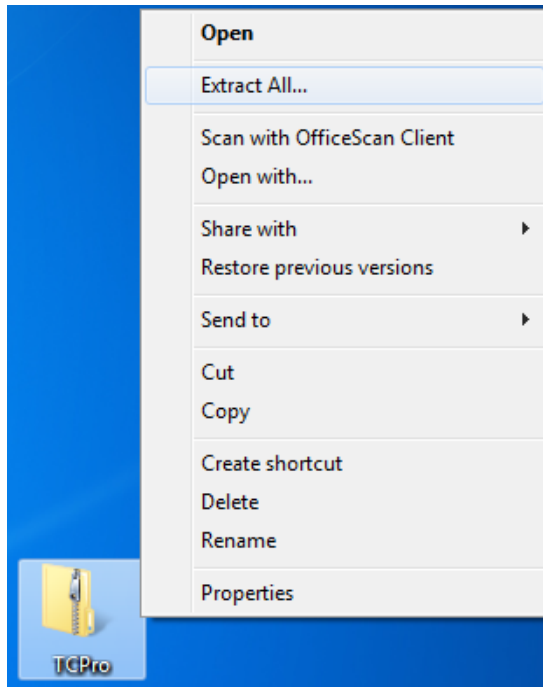 Open
Extract All...
Scan with OfficeScan Client
Open with...
Share with
Restore previous versions
Send to
Cut
Copy
Create shortcut
Delete
Rename
Properties
TCPro